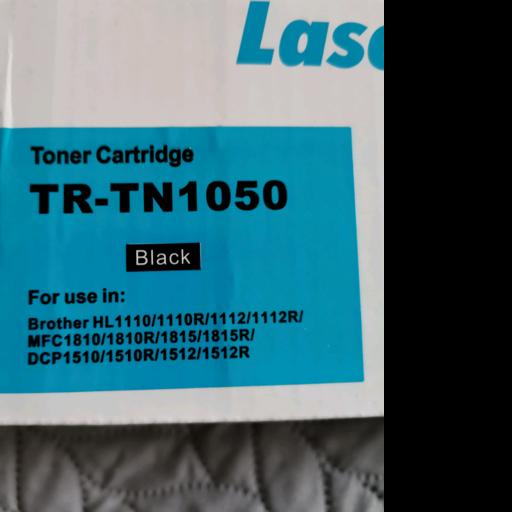 Toner Cartridge
TR-TN1050
Black
For use in:
Brother HL1110/1110R/1112/1112R/
MFC1810/1810R/1815/1815R/
DCP1510/1510R/1512/1512R